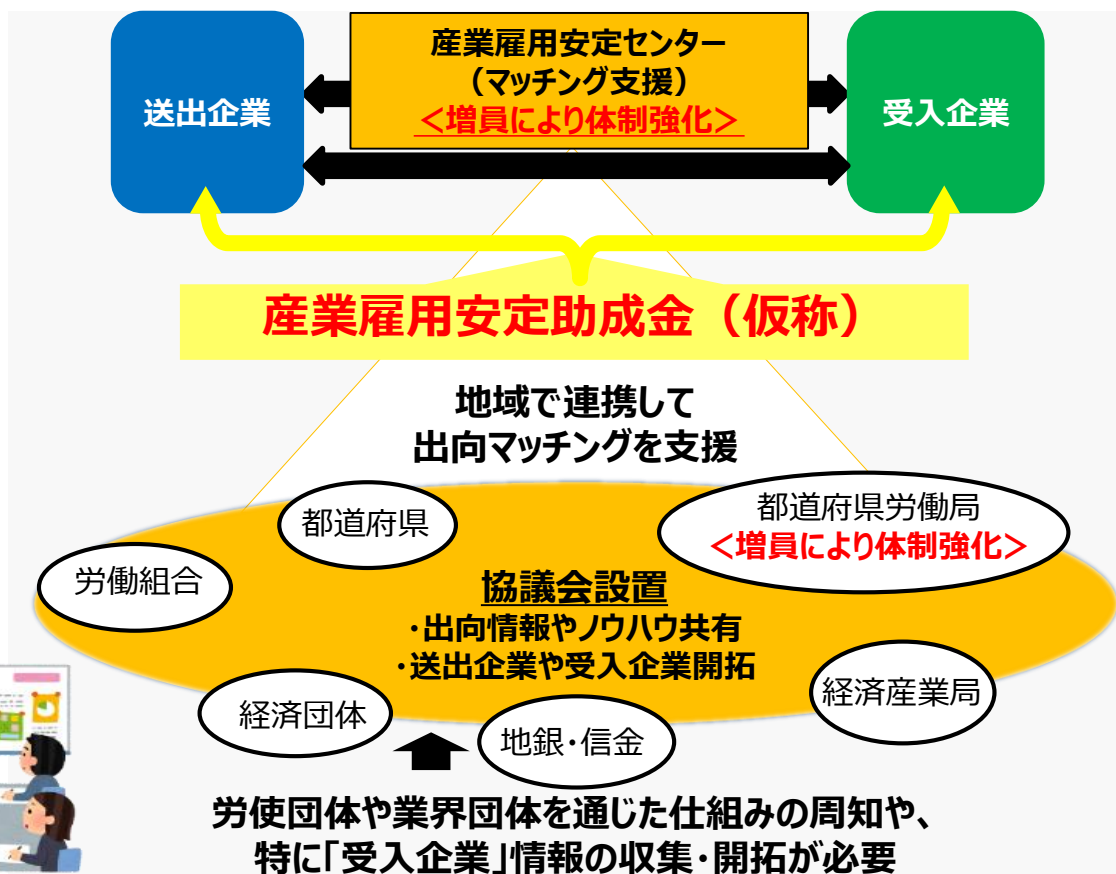 送出企業
産業雇用安定センター
（マッチング支援）
<増員により体制強化>
受入企業
産業雇用安定助成金（仮称）
地域で連携して
出向マッチングを支援
都道府県
都道府県労働局
<増員により体制強化>
労働組合
協議会設置
・出向情報やノウハウ共有
・送出企業や受入企業開拓
経済団体
地銀・信金
経済産業局
労使団体や業界団体を通じた仕組みの周知や、
特に「受入企業」情報の収集・開拓が必要